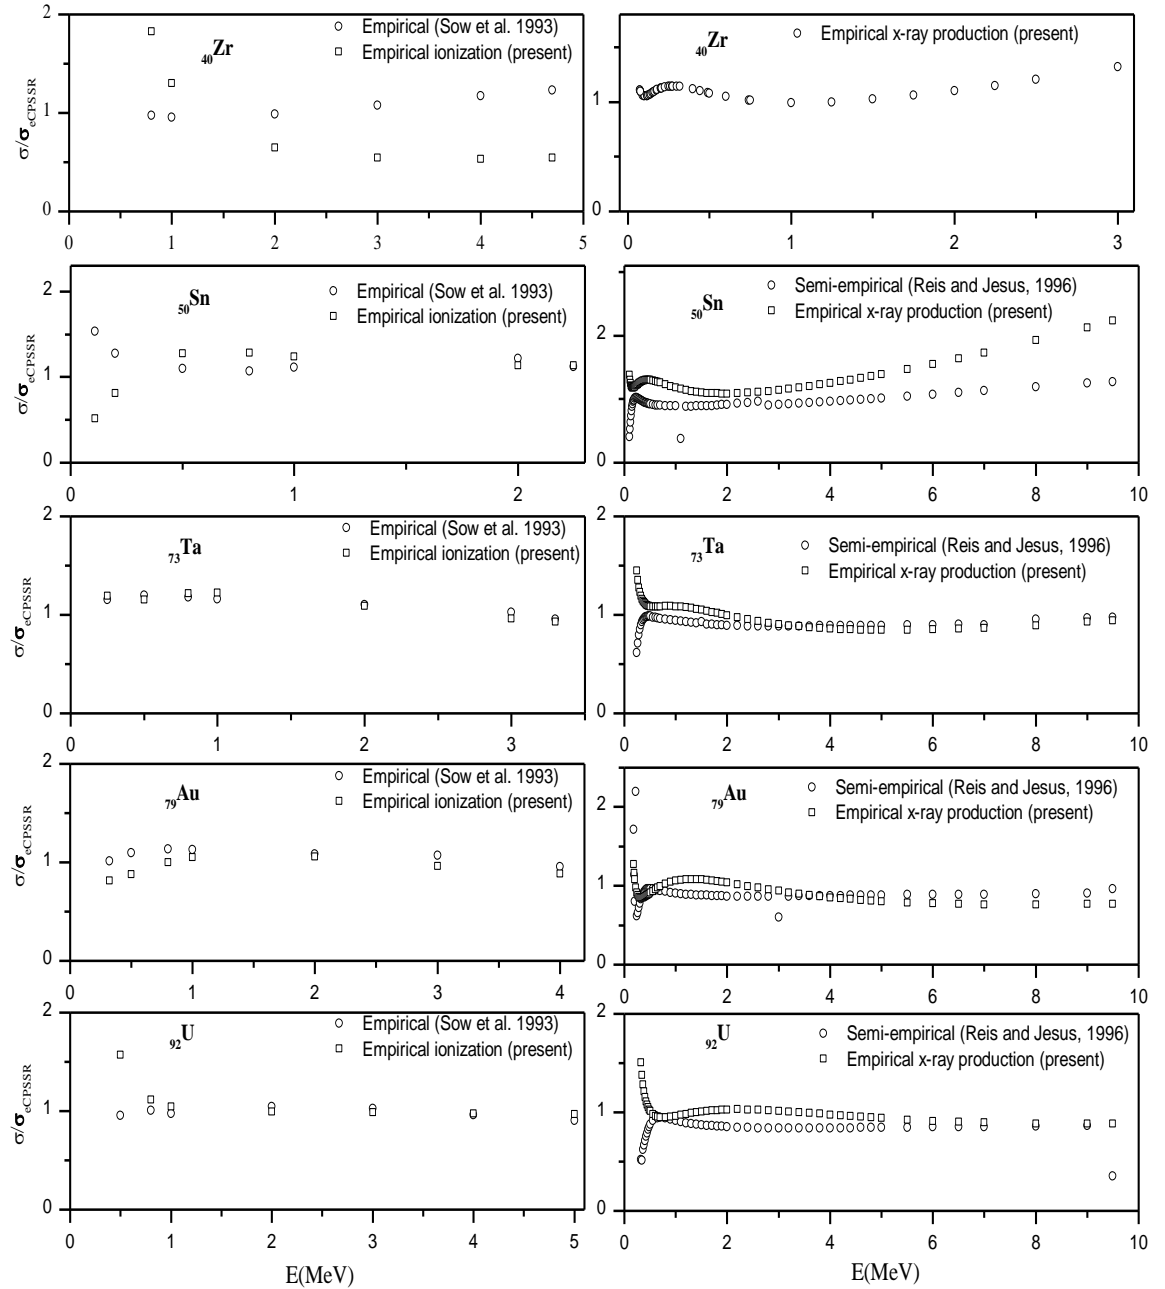 2
1
2
σ/σeCPSSR
40Zr
Empirical (Sow et al. 1993)
Empirical ionization (present)
0 1 2 3 4 5
1
0
40Zr
Empirical x-ray production (present)
0 1 2 3
2
1
0
σ/σeCPSSR
50Sn
Empirical (Sow et al. 1993)
Empirical ionization (present)
0 1 2
2
1
0
50Sn
Semi-empirical (Reis and Jesus, 1996)
Empirical x-ray production (present)
0 2 4 6 8 10
2
1
0
σ/σeCPSSR
73Ta
Empirical (Sow et al. 1993)
Empirical ionization (present)
0 1 2 3
2
1
0
73Ta
Semi-empirical (Reis and Jesus, 1996)
Empirical x-ray production (present)
0 2 4 6 8 10
2
1
0
σ/σeCPSSR
79Au
Empirical (Sow et al. 1993)
Empirical ionization (present)
0 1 2 3 4
2
1
0
79Au
Semi-empirical (Reis and Jesus, 1996)
Empirical x-ray production (present)
0 2 4 6 8 10
2
1
0
σ/σeCPSSR
92U
Empirical (Sow et al. 1993)
Empirical ionization (present)
0 1 2 3 4 5
E(MeV)
2
1
0
92U
Semi-empirical (Reis and Jesus, 1996)
Empirical x-ray production (present)
0 2 4 6 8 10
E(MeV)